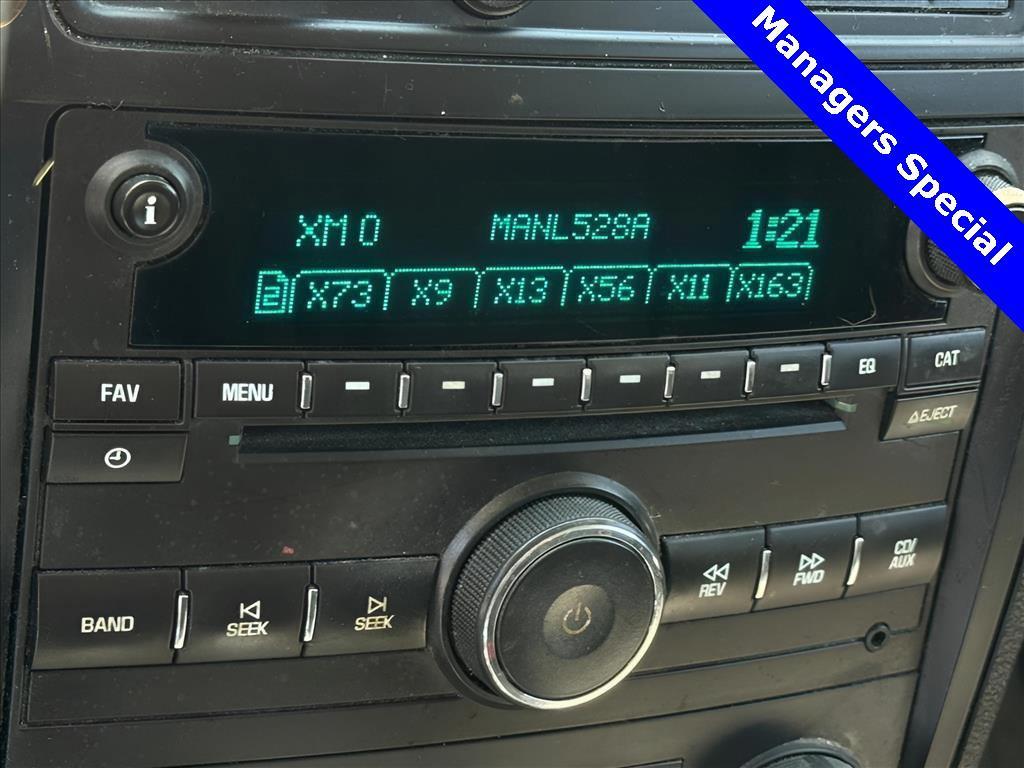 Managers Special
i
XM 0 MANL528A 1:21
2 X73 X9 X13 X56 X11 X163
FAV MENU EQ CAT
EJECT
BAND SEEK SEEK REV FWD CD/
AUX